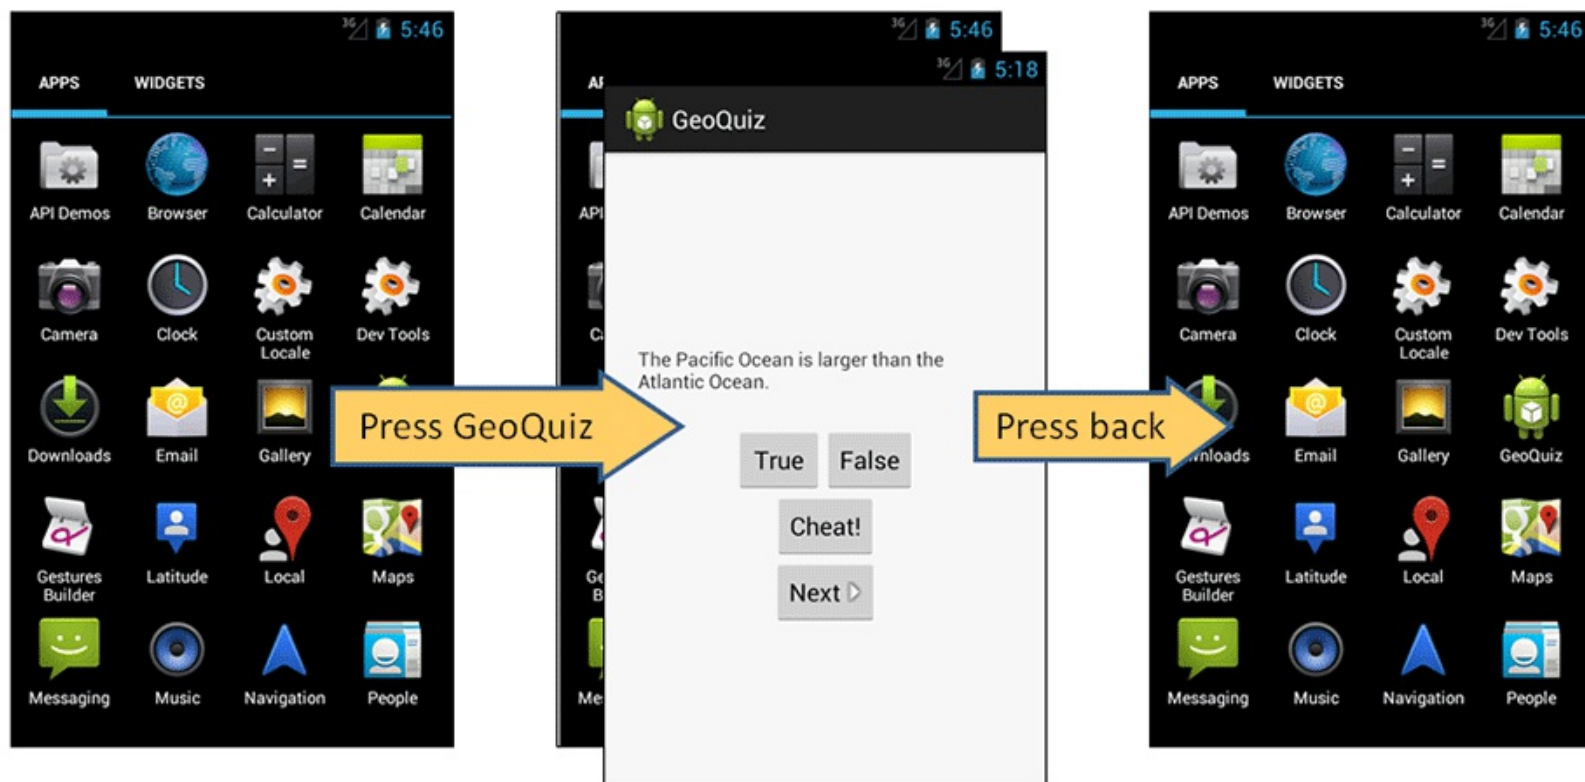 3G 5:46
APPS WIDGETS
API Demos Browser Calculator Calendar
Camera Clock Custom Locale Dev Tools
Downloads Email Gallery
Gestures Builder Latitude Local Maps
Messaging Music Navigation People
Press GeoQuiz
3G 5:46
3G 5:18
GeoQuiz
The Pacific Ocean is larger than the
Atlantic Ocean.
True False
Cheat!
Next
Press back
3G 5:46
APPS WIDGETS
API Demos Browser Calculator Calendar
Camera Clock Custom Locale Dev Tools
Email Gallery GeoQuiz
Gestures Builder Latitude Local Maps
Messaging Music Navigation People